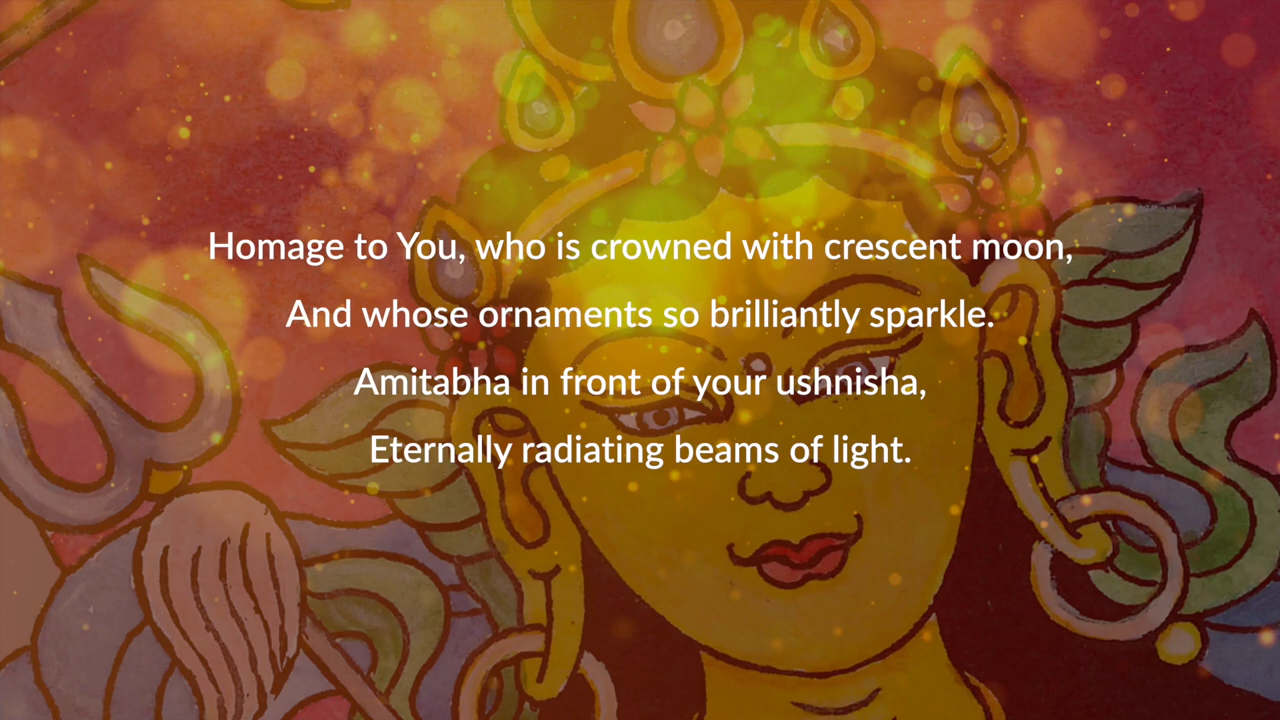 Homage to You, who is crowned with crescent moon,
And whose ornaments so brilliantly sparkle.
Amitabha in front of your ushnisha,
Eternally radiating beams of light.